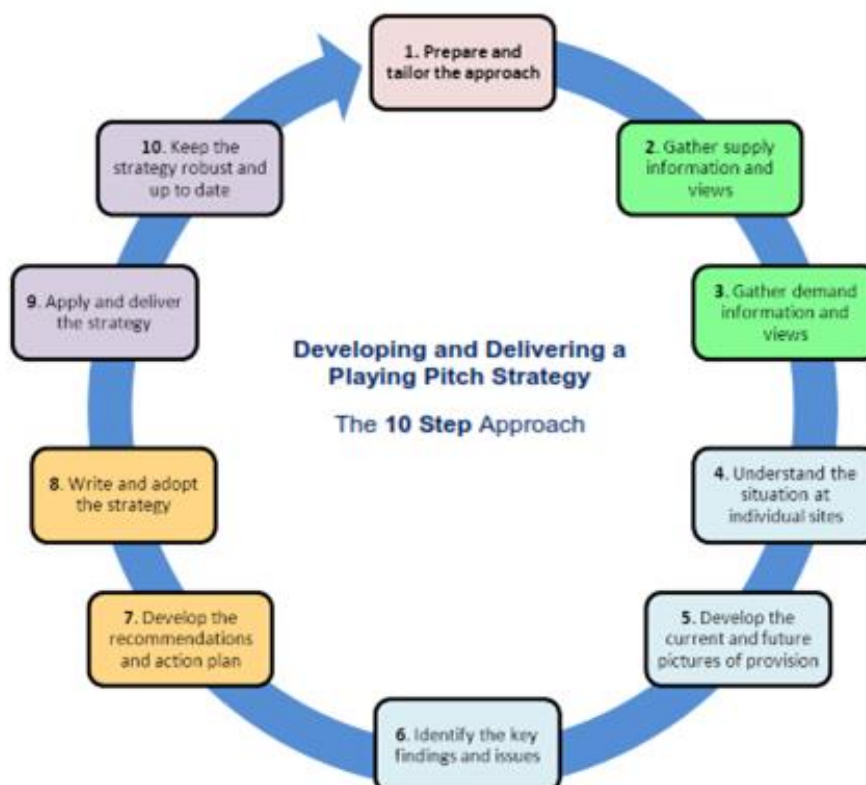 Developing and Delivering a
Playing Pitch Strategy
The 10 Step Approach
1. Prepare and
tailor the approach
2. Gather supply
information and
views
3. Gather demand
information and
views
4. Understand the
situation at
individual sites
5. Develop the
current and future
pictures of provision
6. Identify the key
findings and issues
7. Develop the
recommendations
and action plan
8. Write and adopt
the strategy
9. Apply and deliver
the strategy
10. Keep the
strategy robust and
up to date